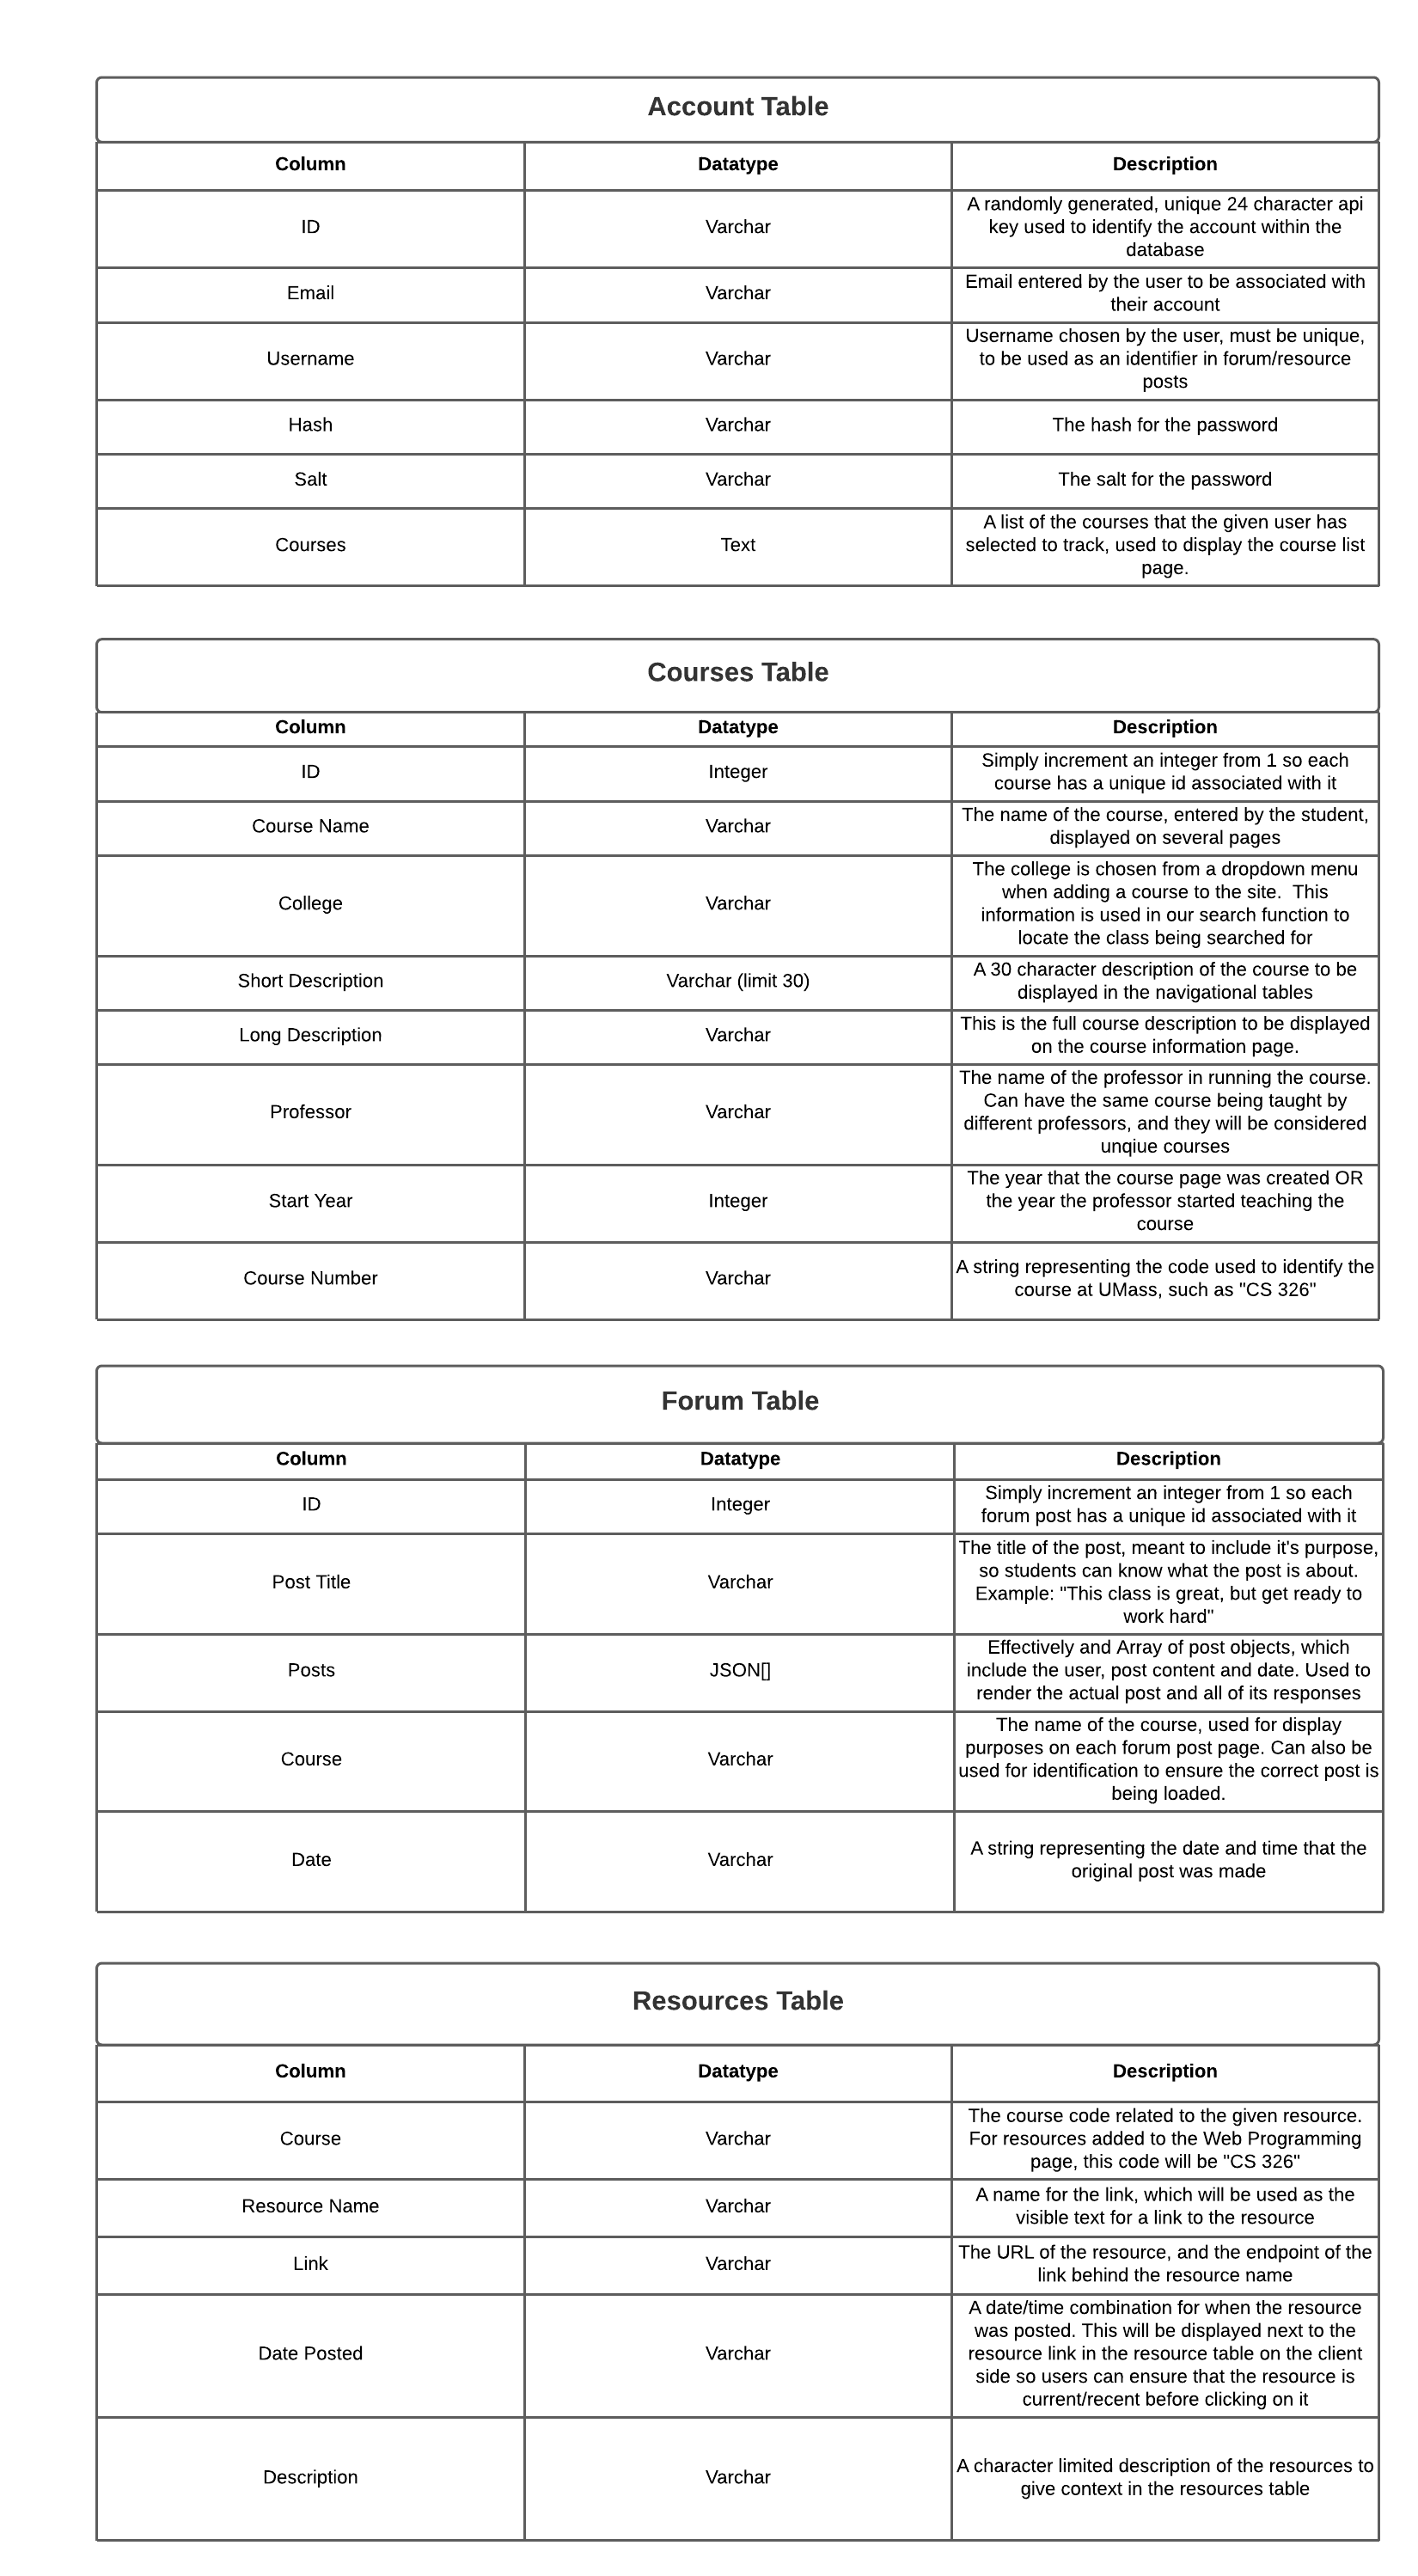 Account Table
Column Datatype Description
ID Varchar A randomly generated, unique 24 character api
key used to identify the account within the
database
Email Varchar Email entered by the user to be associated with
their account
Username Varchar Username chosen by the user, must be unique,
to be used as an identifier in forum/resource
posts
Hash Varchar The hash for the password
Salt Varchar The salt for the password
Courses Text A list of the courses that the given user has
selected to track, used to display the course list
page.
Courses Table
Column Datatype Description
ID Integer Simply increment an integer from 1 so each
course has a unique id associated with it
Course Name Varchar The name of the course, entered by the student,
displayed on several pages
College Varchar The college is chosen from a dropdown menu
when adding a course to the site.  This
information is used in our search function to
locate the class being searched for
Short Description Varchar (limit 30) A 30 character description of the course to be
displayed in the navigational tables
Long Description Varchar This is the full course description to be displayed
on the course information page.
Professor Varchar The name of the professor in running the course.
Can have the same course being taught by
different professors, and they will be considered
unqiue courses
Start Year Integer The year that the course page was created OR
the year the professor started teaching the
course
Course Number Varchar A string representing the code used to identify the
course at UMass, such as "CS 326"
Forum Table
Column Datatype Description
ID Integer Simply increment an integer from 1 so each
forum post has a unique id associated with it
Post Title Varchar The title of the post, meant to include it's purpose,
so students can know what the post is about.
Example: "This class is great, but get ready to
work hard"
Posts JSON[] Effectively and Array of post objects, which
include the user, post content and date. Used to
render the actual post and all of its responses
Course Varchar The name of the course, used for display
purposes on each forum post page. Can also be
used for identification to ensure the correct post is
being loaded.
Date Varchar A string representing the date and time that the
original post was made
Resources Table
Column Datatype Description
Course Varchar The course code related to the given resource.
For resources added to the Web Programming
page, this code will be "CS 326"
Resource Name Varchar A name for the link, which will be used as the
visible text for a link to the resource
Link Varchar The URL of the resource, and the endpoint of the
link behind the resource name
Date Posted Varchar A date/time combination for when the resource
was posted. This will be displayed next to the
resource link in the resource table on the client
side so users can ensure that the resource is
current/recent before clicking on it
Description Varchar A character limited description of the resources to
give context in the resources table